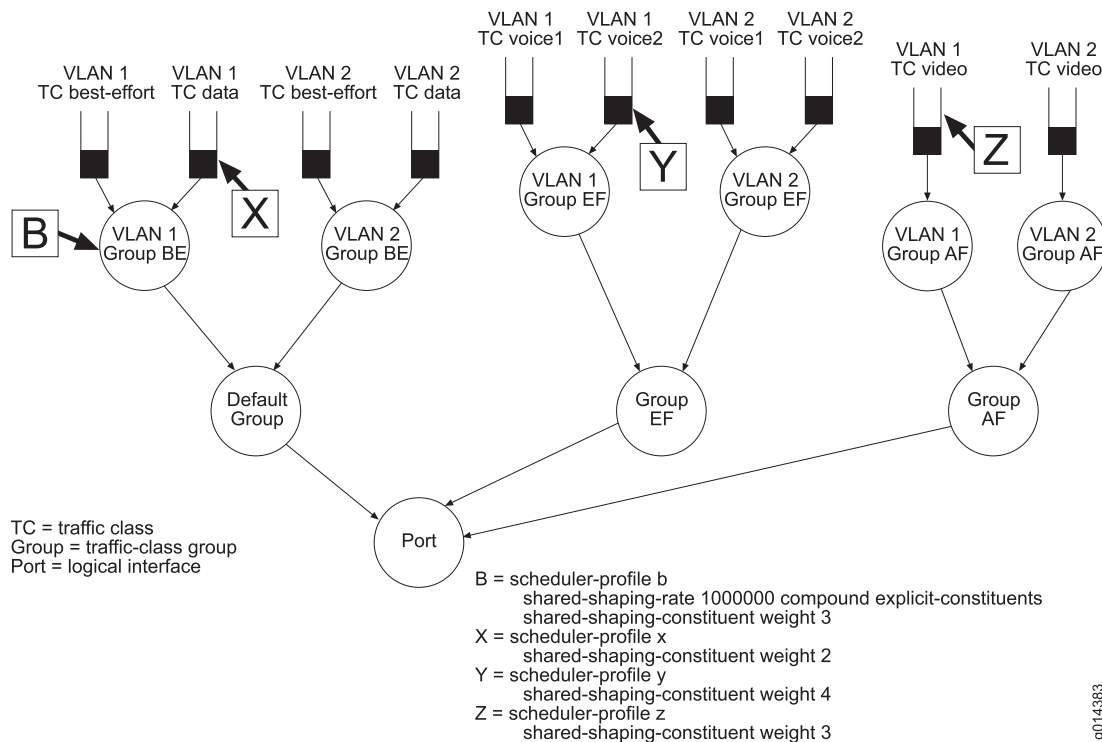 VLAN 1
TC voice1
VLAN 1
TC voice2
VLAN 2
TC voice1
VLAN 2
TC voice2
VLAN 1
TC video
VLAN 2
TC video
VLAN 1
TC best-effort
VLAN 1
TC data
VLAN 2
TC best-effort
VLAN 2
TC data
B
X
Y
Z
VLAN 1
Group BE
VLAN 2
Group BE
VLAN 1
Group EF
VLAN 2
Group EF
VLAN 1
Group AF
VLAN 2
Group AF
Default
Group
Group
EF
Group
AF
Port
TC = traffic class
Group = traffic-class group
Port = logical interface
B = scheduler-profile b
shared-shaping-rate 1000000 compound explicit-constituents
shared-shaping-constituent weight 3
X = scheduler-profile x
shared-shaping-constituent weight 2
Y = scheduler-profile y
shared-shaping-constituent weight 4
Z = scheduler-profile z
shared-shaping-constituent weight 3
g014383